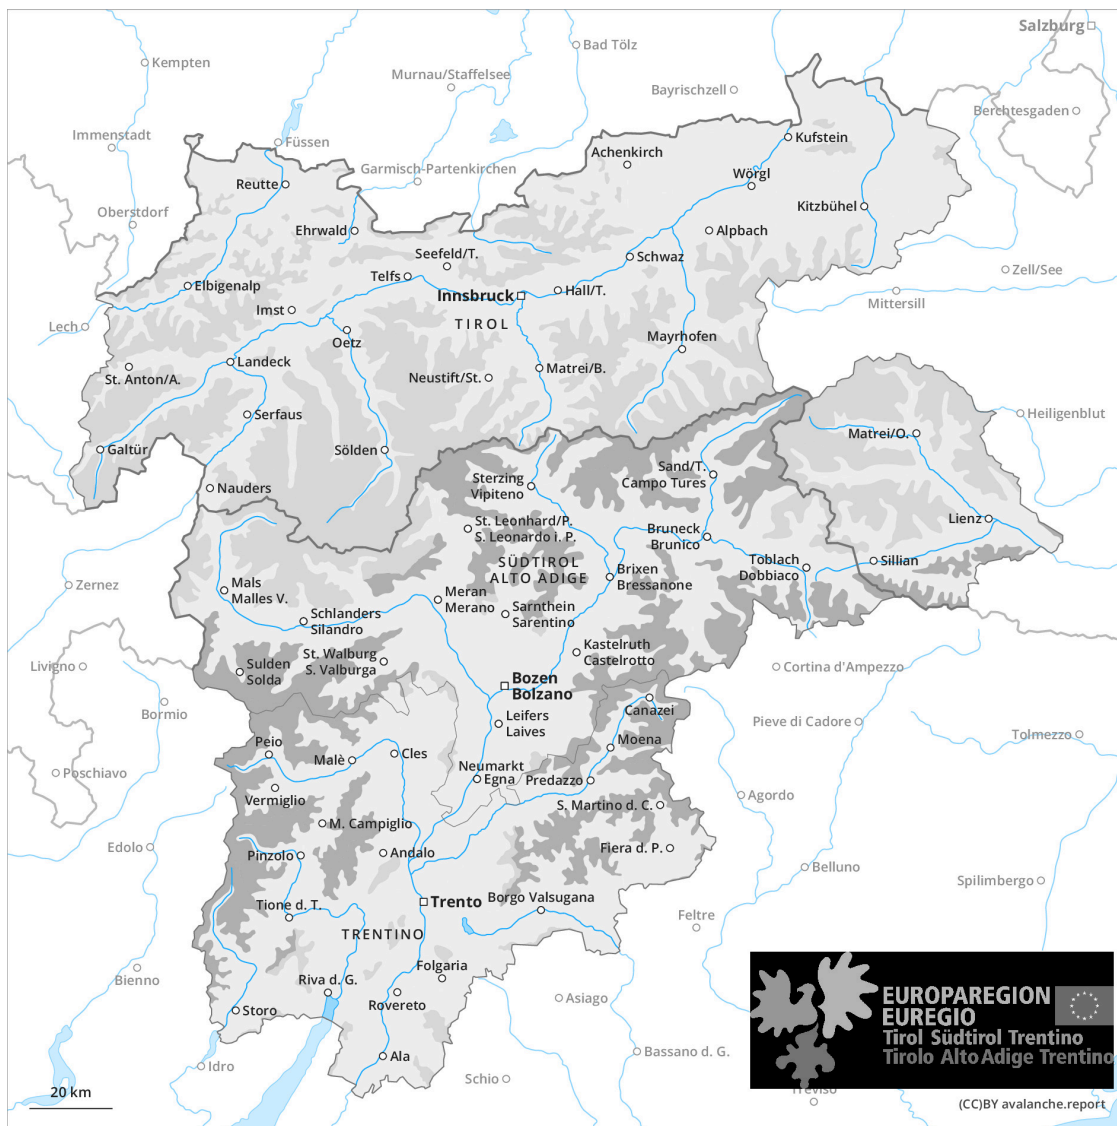 Salzburg
Bad Tölz
Kempten
Murnau/Staffelsee
Bayrischzell
Berchtesgaden
Immenstadt
Füssen
Kufstein
Achenkirch
Garmisch-Partenkirchen
Wörgl
Reutte
Oberstdorf
Kitzbühel
Ehrwald
Alpbach
Seefeld/T.
Schwaz
Telfs
Zell/See
Elbigenalp
Innsbruck
Hall/T.
Mittersill
Imst
TIROL
Lech
Oetz
Mayrhofen
Landeck
Matrei/B.
St. Anton/A.
Neustift/St.
Serfaus
Heiligenblut
Matrei/O.
Galtür
Sölden
Sand/T.
Campo Tures
Sterzing
Vipiteno
Nauders
Lienz
St. Leonhard/P.
S. Leonardo i. P.
Bruneck
Brunico
SÜDTIROL
ALTO ADIGE
Toblach
Dobbiaco
Sillian
Brixen
Bressanone
Zernez
Mals
Malles V.
Meran
Merano
Sarnthein
Sarentino
Schlanders
Silandro
Kastelruth
Castelrotto
St. Walburg
S. Valburga
Livigno
Sulden
Solda
Cortina d'Ampezzo
Bozen
Bolzano
Canazei
Bormio
Leifers
Laives
Pieve di Cadore
Tolmezzo
Peio
Moena
Malè
Cles
Poschiavo
Neumarkt
Egna
Predazzo
Vermiglio
Agordo
S. Martino d. C.
M. Campiglio
Edolo
Pinzolo
Andalo
Fiera d. P.
Belluno
Spilimbergo
Tione d. T.
Trento
Borgo Valsugana
Feltre
TRENTINO
Bienno
Folgaria
Riva d. G.
Rovereto
Asiago
Storo
EUROPAREGION
EUREGIO
Tirol Südtirol Trentino
Tirolo Alto Adige Trentino
Bassano d. G.
Ala
Idro
Schio
Treviso
20 km
(CC)BY avalanche.report